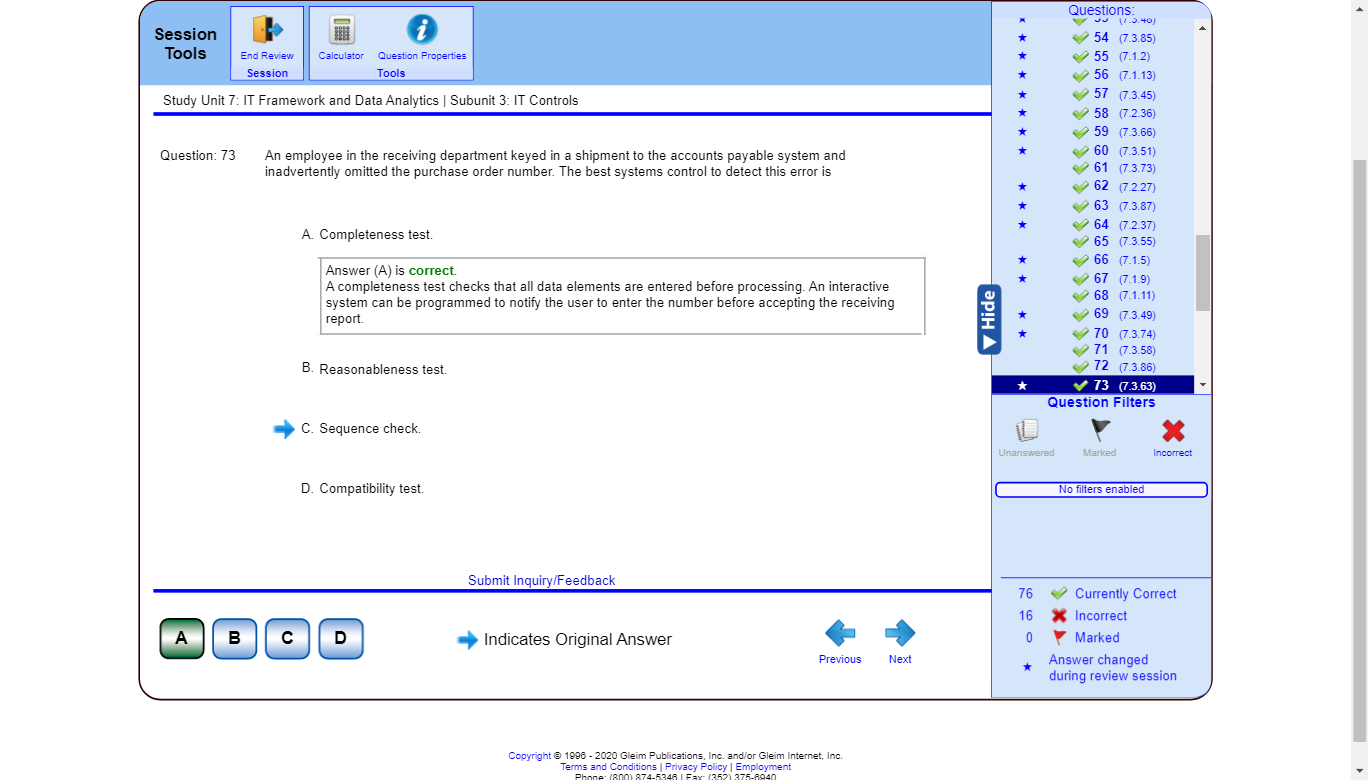 Session Tools
End Review
Session
Calculator
Question Properties
Tools
Study Unit 7: IT Framework and Data Analytics | Subunit 3: IT Controls
Question: 73
An employee in the receiving department keyed in a shipment to the accounts payable system and
inadvertently omitted the purchase order number. The best systems control to detect this error is
A. Completeness test.
Answer (A) is correct.
A completeness test checks that all data elements are entered before processing. An interactive
system can be programmed to notify the user to enter the number before accepting the receiving
report.
B. Reasonableness test.
C. Sequence check.
D. Compatibility test.
Submit Inquiry/Feedback
A B C D
Indicates Original Answer
Previous
Next
Hide
Questions:
★ 53 (7.3.48)
★ 54 (7.3.85)
★ 55 (7.1.2)
★ 56 (7.1.13)
★ 57 (7.3.45)
★ 58 (7.2.36)
★ 59 (7.3.66)
★ 60 (7.3.51)
61 (7.3.73)
★ 62 (7.2.27)
★ 63 (7.3.87)
★ 64 (7.2.37)
65 (7.3.55)
★ 66 (7.1.5)
★ 67 (7.1.9)
68 (7.1.11)
★ 69 (7.3.49)
★ 70 (7.3.74)
71 (7.3.58)
72 (7.3.86)
★ 73 (7.3.63)
Question Filters
Unanswered
Marked
Incorrect
No filters enabled
76 Currently Correct
16 Incorrect
0 Marked
★ Answer changed
during review session
Copyright © 1996 - 2020 Gleim Publications, Inc. and/or Gleim Internet, Inc.
Terms and Conditions | Privacy Policy | Employment
Phone: (800) 874-5346 | Fax: (352) 375-6940